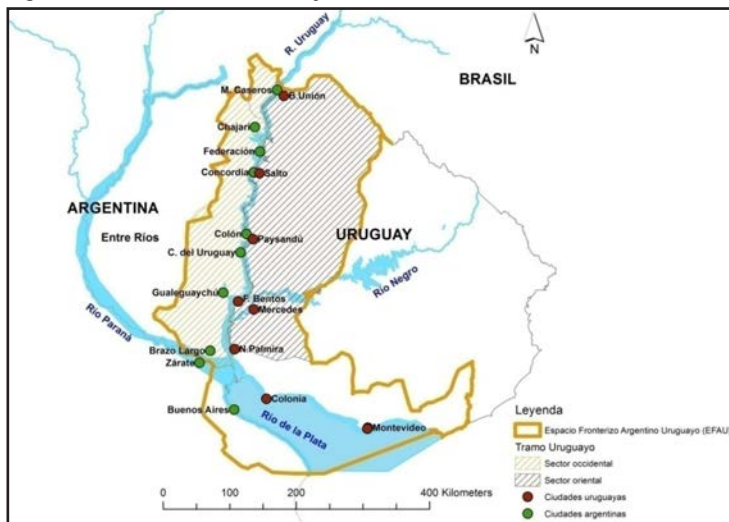 N
R. Uruguay
BRASIL
M. Caseros
B.Unión
Chajarí
Federación
Concordia
Salto
ARGENTINA
Entre Ríos
Colón
Paysandú
URUGUAY
C. del Uruguay
Río Negro
Gualeguaychú
F. Bentos
Mercedes
Río Paraná
Brazo Largo
N.Palmira
Zárate
Colonia
Buenos Aires
Río de la Plata
Montevideo
Leyenda
Espacio Fronterizo Argentino Uruguayo (EFAU
Tramo Uruguayo
Sector occidental
Sector oriental
Ciudades uruguayas
Ciudades argentinas
0 100 200 400 Kilometers